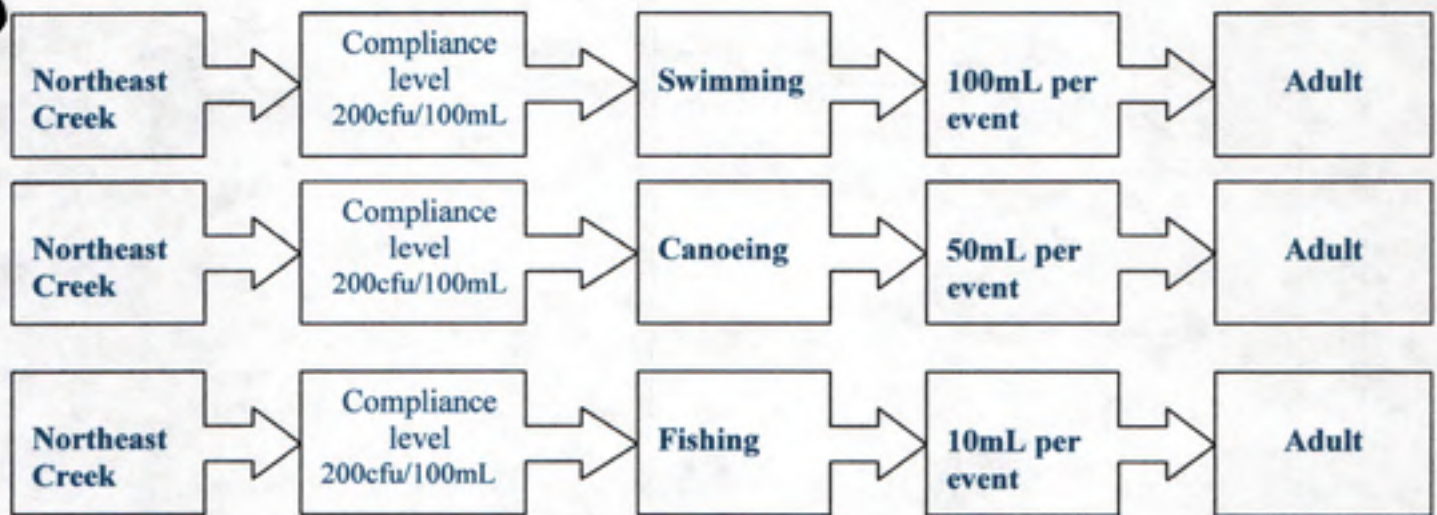 Northeast
Creek
Compliance
level
200cfu/100mL
Swimming
100mL per
event
Adult
Northeast
Creek
Compliance
level
200cfu/100mL
Canoeing
50mL per
event
Adult
Northeast
Creek
Compliance
level
200cfu/100mL
Fishing
10mL per
event
Adult